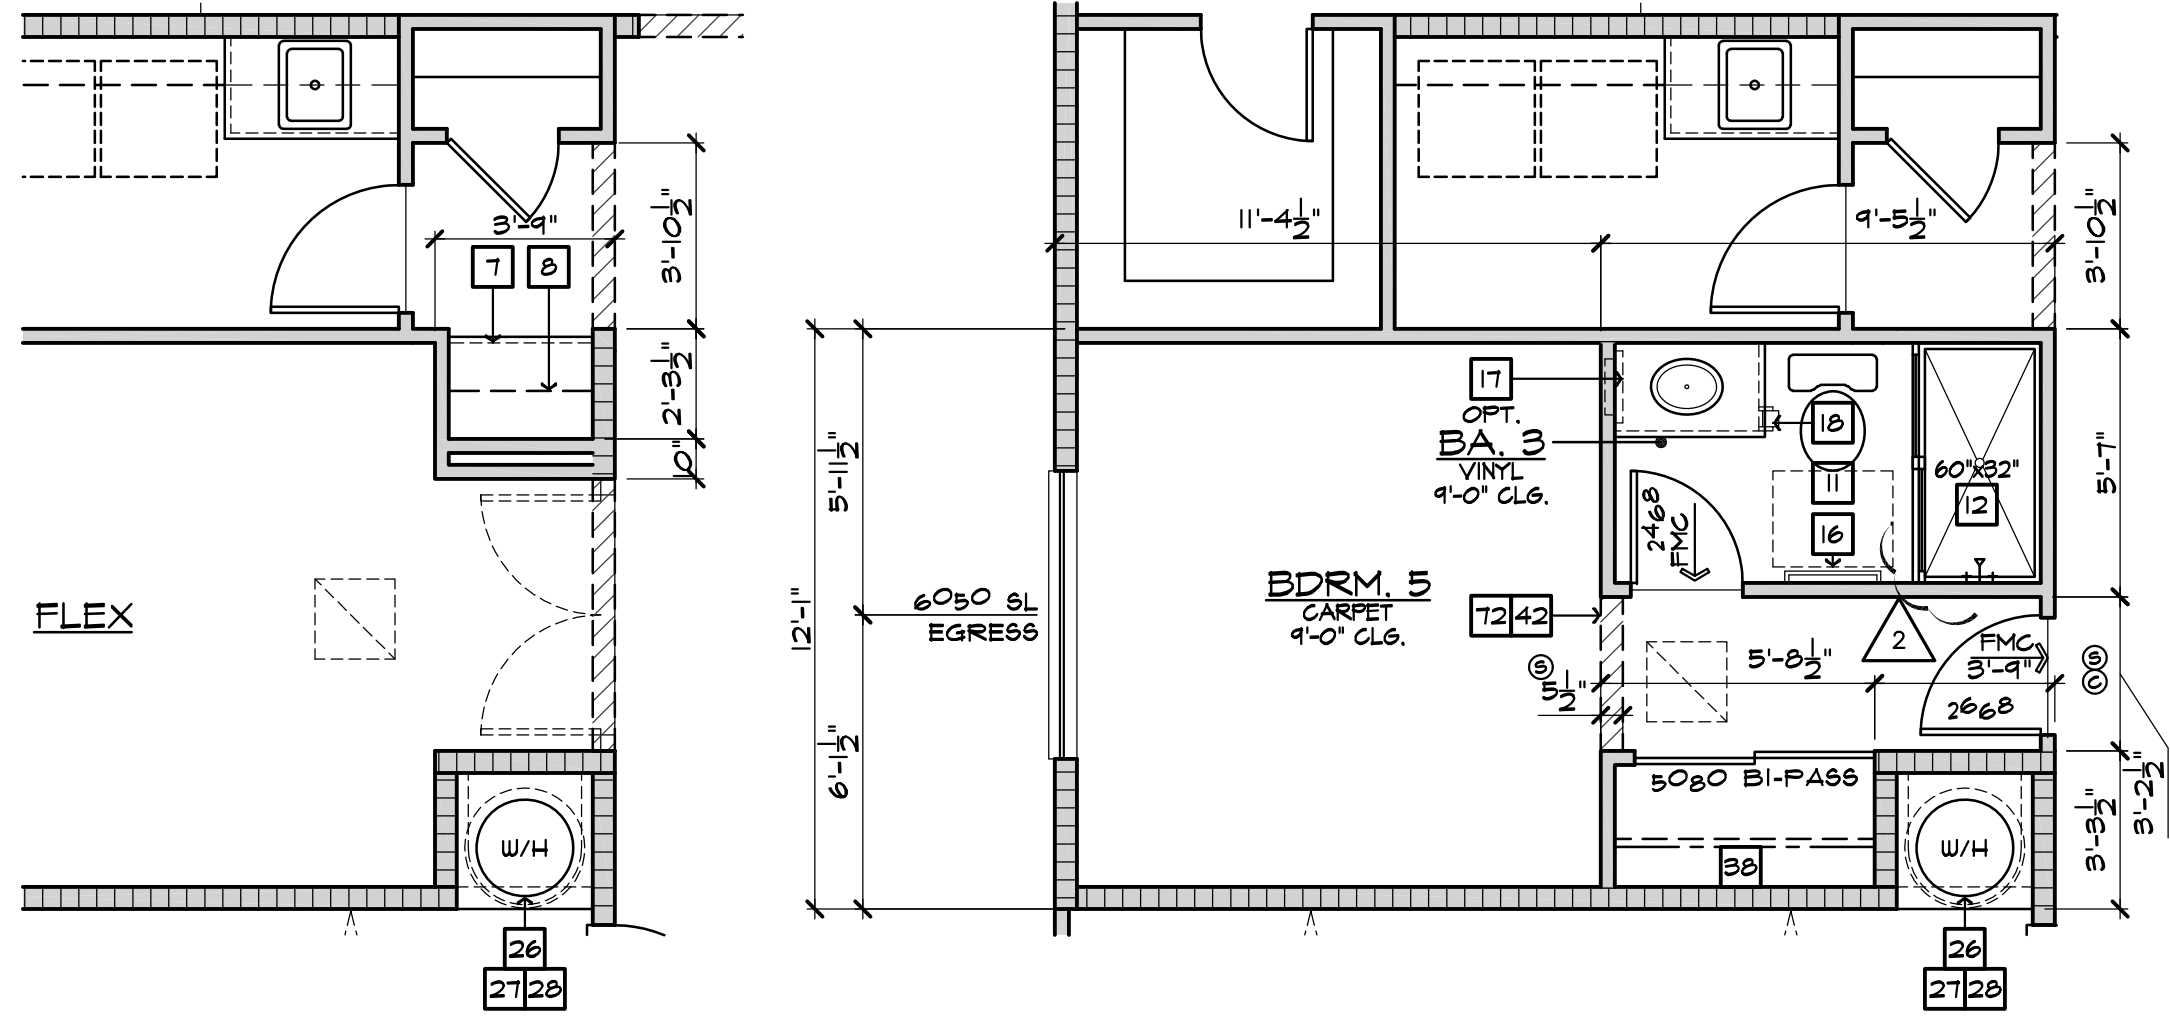 3'-9"
7
8
3'-10 1/2"
2'-3 1/2"
10"
FLEX
W/H
26
27 28
11'-4 1/2"
9'-5 1/2"
3'-10 1/2"
17
OPT.
BA. 3
VINYL
9'-0" CLG.
18
11
16
60"x32"
12
2468
FMC
5'-7"
12'-1"
5'-11 1/2"
6'-1 1/2"
6050 SL
EGRESS
BDRM. 5
CARPET
9'-0" CLG.
72 42
S
5 1/2"
5'-8 1/2"
2
FMC
3'-9"
2668
S
C
5080 BI-PASS
38
W/H
3'-3 1/2"
3'-2 1/2"
26
27 28